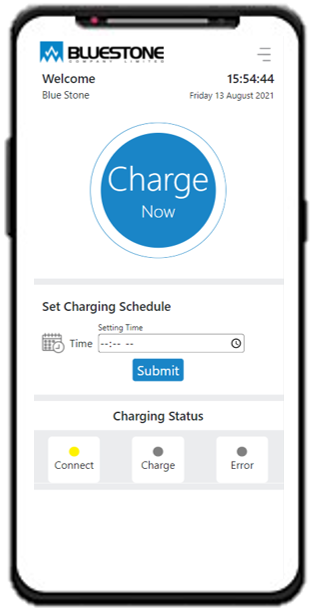 BLUESTONE
COMPANY LIMITED
Welcome
15:54:44
Blue Stone
Friday 13 August 2021
Charge
Now
Set Charging Schedule
Setting Time
Time
--:-- --
Submit
Charging Status
Connect
Charge
Error